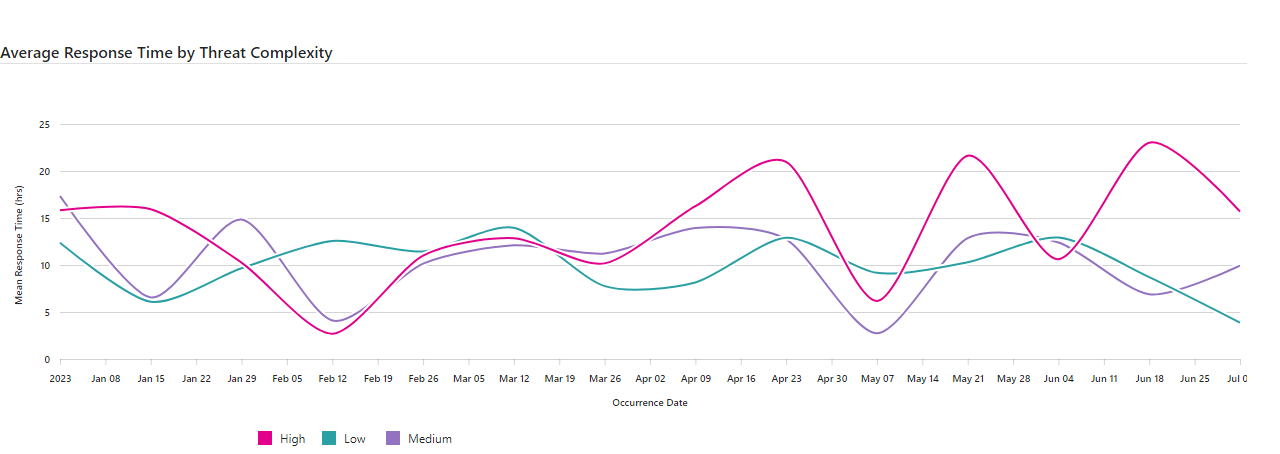 Average Response Time by Threat Complexity
25
20
15
10
5
0
Mean Response Time (hrs)
2023 Jan 08 Jan 15 Jan 22 Jan 29 Feb 05 Feb 12 Feb 19 Feb 26 Mar 05 Mar 12 Mar 19 Mar 26 Apr 02 Apr 09 Apr 16 Apr 23 Apr 30 May 07 May 14 May 21 May 28 Jun 04 Jun 11 Jun 18 Jun 25 Jul 0
Occurrence Date
High Low Medium